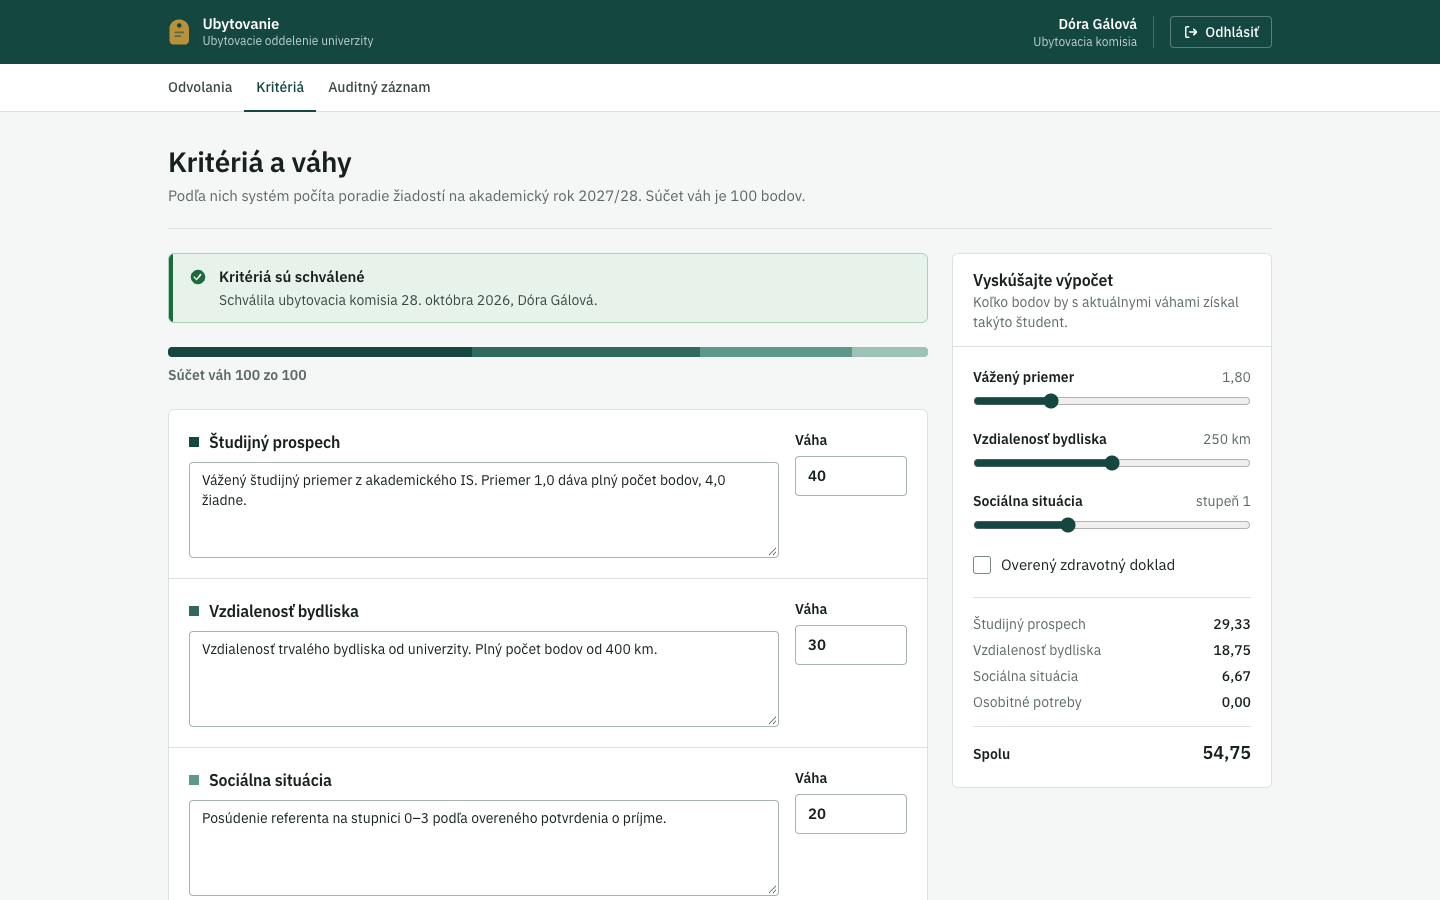 Ubytovanie
Ubytovacie oddelenie univerzity
Dóra Gálová
Ubytovacia komisia
Odhlásiť
Odvolania
Kritériá
Auditný záznam
Kritériá a váhy
Podľa nich systém počíta poradie žiadostí na akademický rok 2027/28. Súčet váh je 100 bodov.
Kritériá sú schválené
Schválila ubytovacia komisia 28. októbra 2026, Dóra Gálová.
Súčet váh 100 zo 100
Študijný prospech
Váha
Vážený študijný priemer z akademického IS. Priemer 1,0 dáva plný počet bodov, 4,0
žiadne.
40
Vzdialenosť bydliska
Váha
Vzdialenosť trvalého bydliska od univerzity. Plný počet bodov od 400 km.
30
Sociálna situácia
Váha
Posúdenie referenta na stupnici 0–3 podľa overeného potvrdenia o príjme.
20
Vyskúšajte výpočet
Koľko bodov by s aktuálnymi váhami získal
takýto študent.
Vážený priemer
1,80
Vzdialenosť bydliska
250 km
Sociálna situácia
stupeň 1
Overený zdravotný doklad
Študijný prospech
29,33
Vzdialenosť bydliska
18,75
Sociálna situácia
6,67
Osobitné potreby
0,00
Spolu
54,75